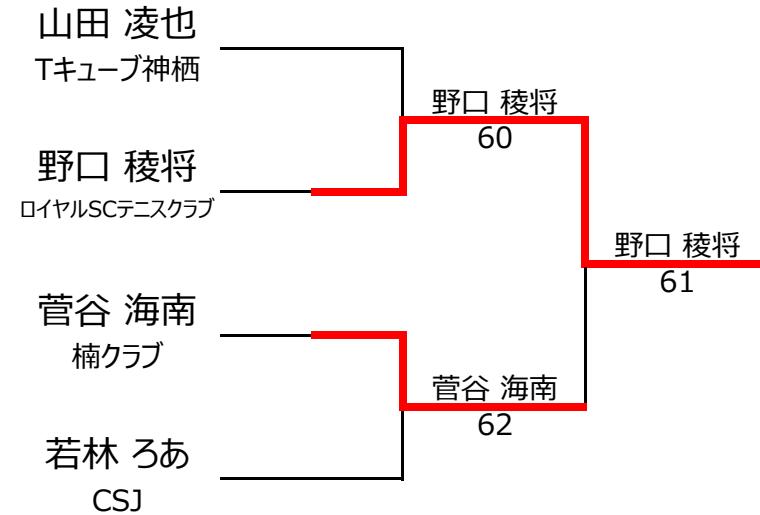 山田 凌也
Tキューブ神栖
野口 稜将
60
野口 稜将
ロイヤルSCテニスクラブ
野口 稜将
61
菅谷 海南
楠クラブ
菅谷 海南
62
若林 ろあ
CSJ